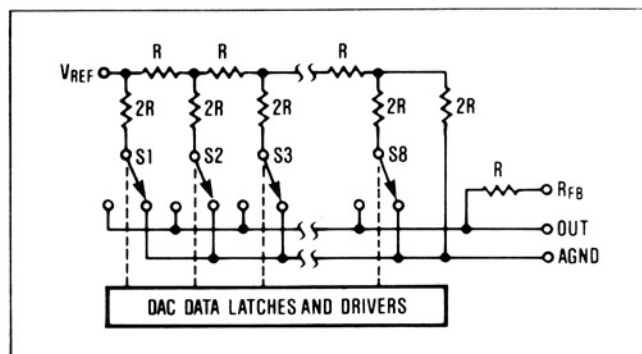 R R R
VREF
2R 2R 2R 2R 2R
S1 S2 S3 S8
R
RFB
OUT
AGND
DAC DATA LATCHES AND DRIVERS